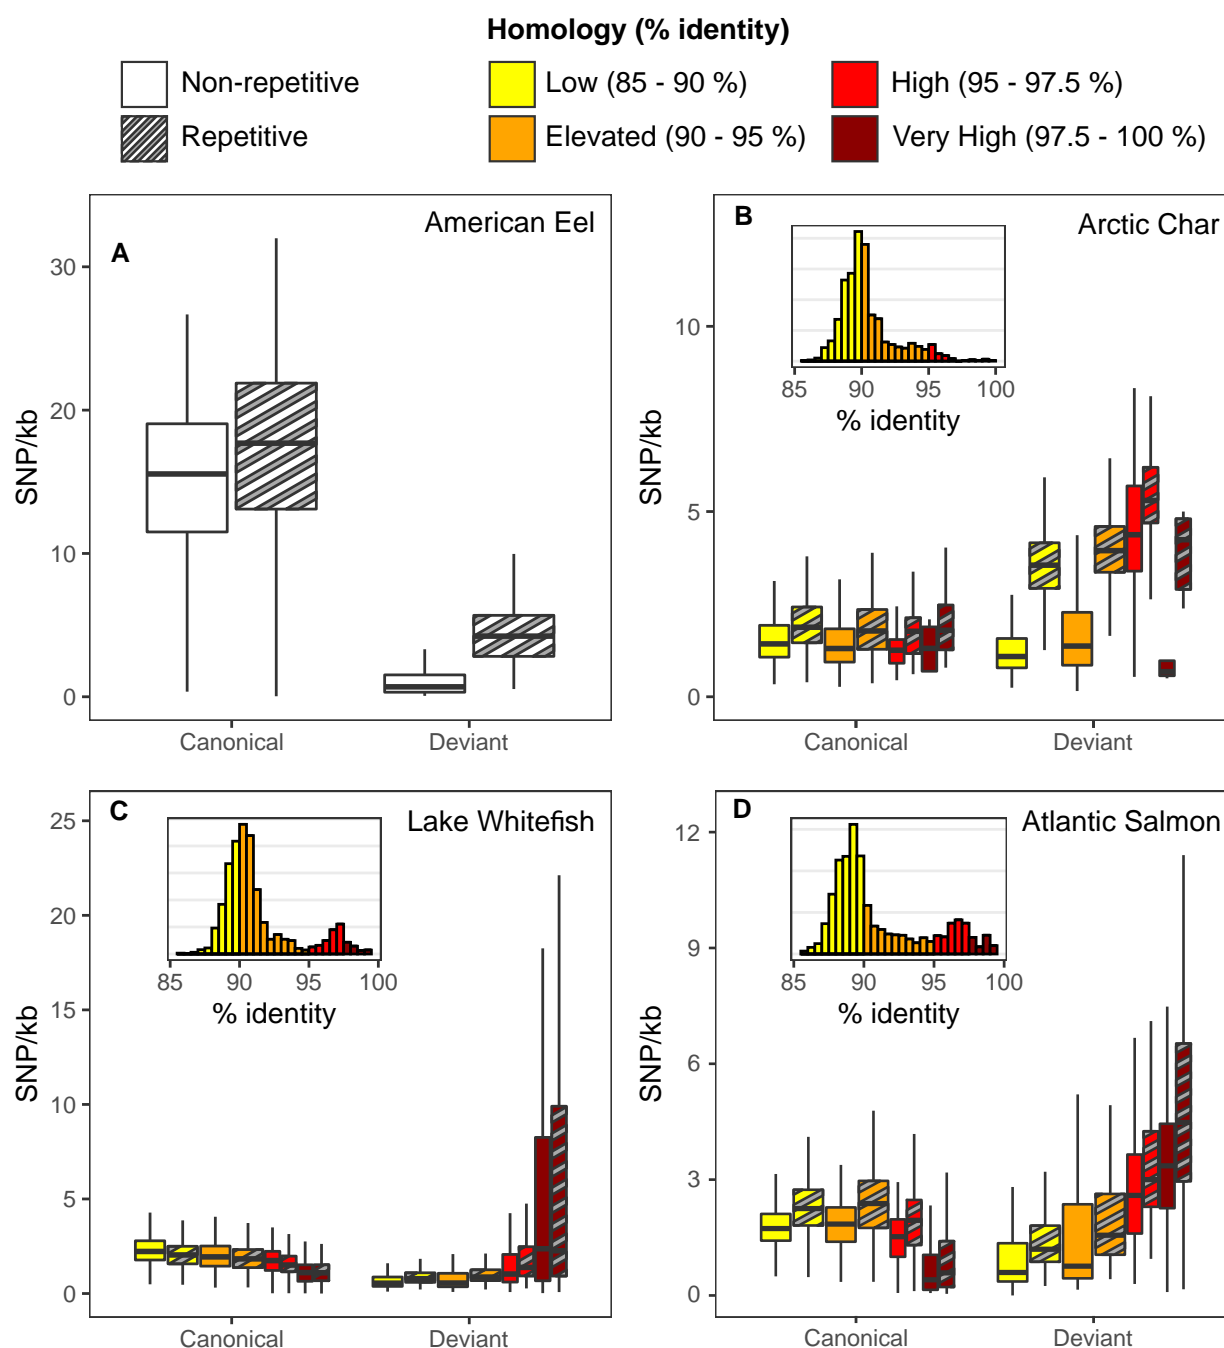 Homology (% identity)
Non-repetitive
Low (85 - 90 %)
High (95 - 97.5 %)
Repetitive
Elevated (90 - 95 %)
Very High (97.5 - 100 %)
A
American Eel
30
20
10
0
SNP/kb
Canonical
Deviant
B
Arctic Char
85
90
95
100
% identity
10
5
0
SNP/kb
Canonical
Deviant
C
Lake Whitefish
85
90
95
100
% identity
25
20
15
10
5
0
SNP/kb
Canonical
Deviant
D
Atlantic Salmon
85
90
95
100
% identity
12
9
6
3
0
SNP/kb
Canonical
Deviant